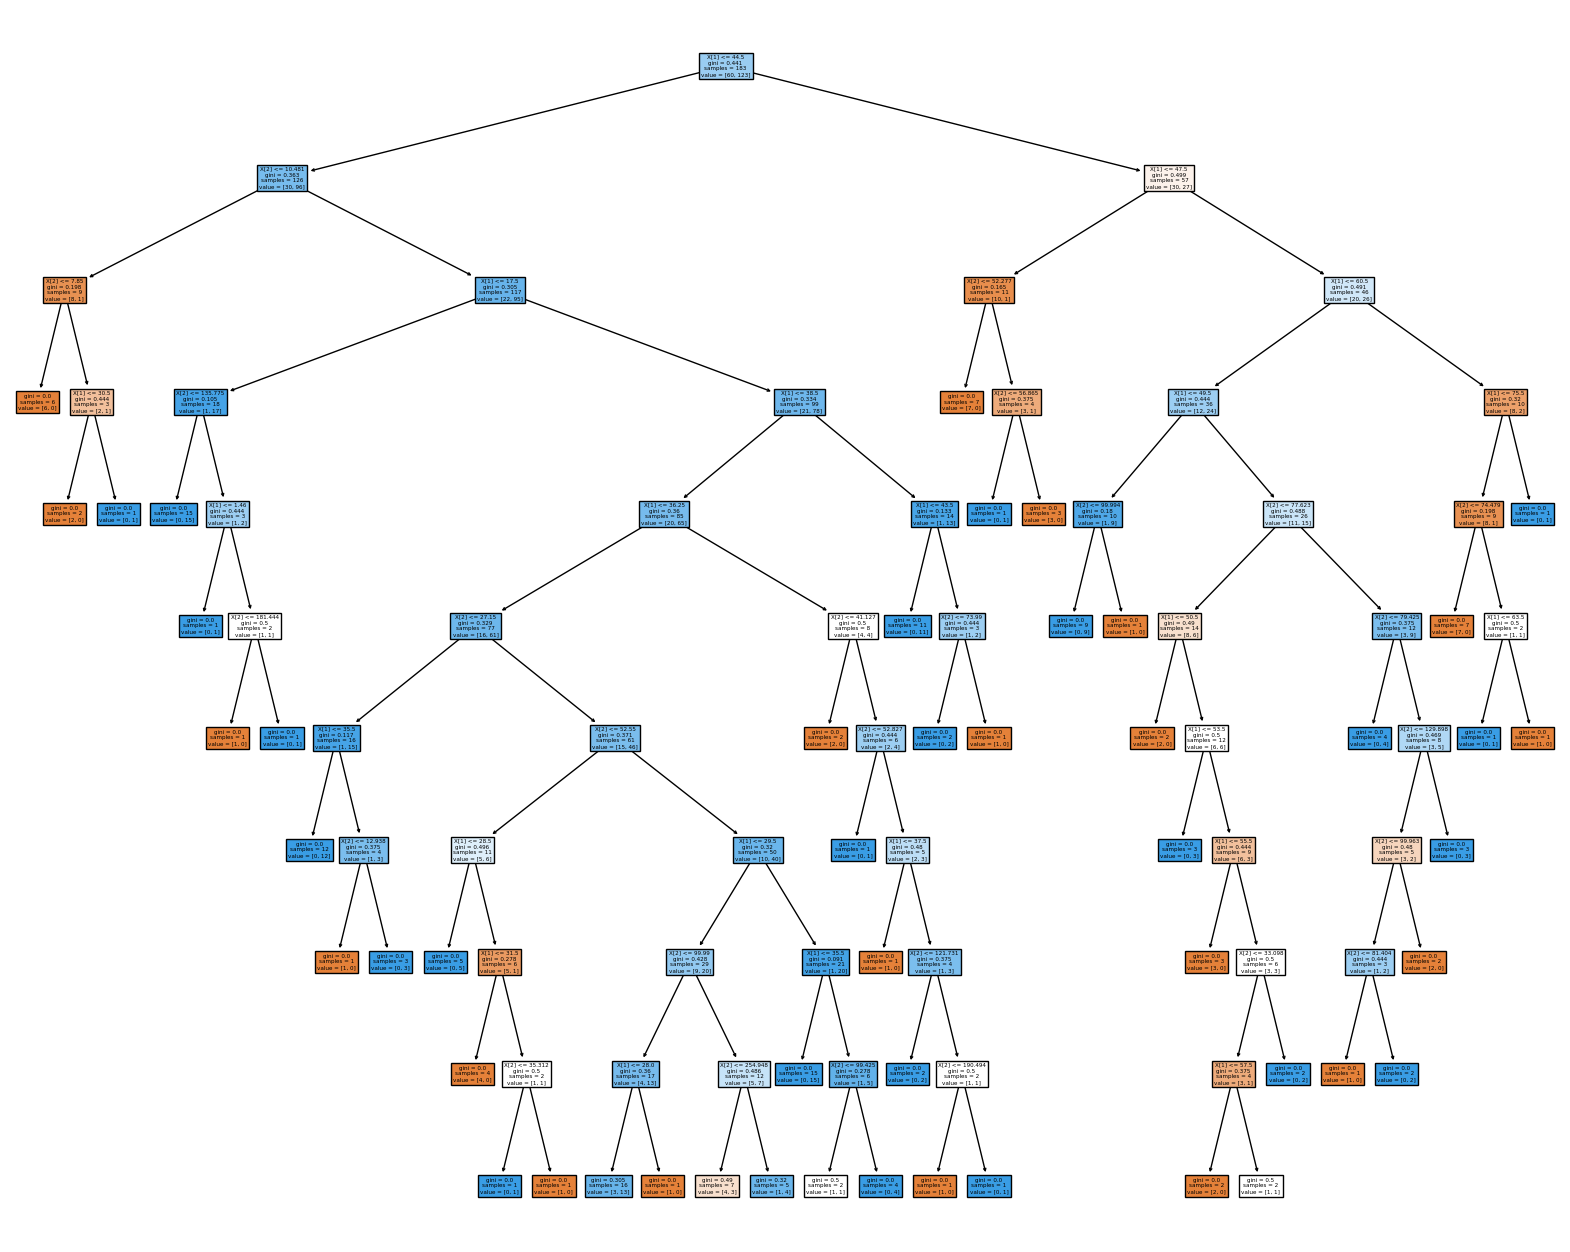 X[1] <= 44.5
gini = 0.441
samples = 183
value = [60, 123]
X[2] <= 10.481
gini = 0.363
samples = 126
value = [30, 96]
X[1] <= 47.5
gini = 0.499
samples = 57
value = [30, 27]
X[2] <= 7.85
gini = 0.198
samples = 9
value = [8, 1]
X[1] <= 17.5
gini = 0.305
samples = 117
value = [22, 95]
X[2] <= 52.277
gini = 0.165
samples = 11
value = [10, 1]
X[1] <= 60.5
gini = 0.491
samples = 46
value = [20, 26]
gini = 0.0
samples = 6
value = [6, 0]
X[1] <= 30.5
gini = 0.444
samples = 3
value = [2, 1]
X[2] <= 135.775
gini = 0.105
samples = 18
value = [1, 17]
X[1] <= 38.5
gini = 0.334
samples = 99
value = [21, 78]
gini = 0.0
samples = 7
value = [7, 0]
X[2] <= 56.865
gini = 0.375
samples = 4
value = [3, 1]
X[1] <= 49.5
gini = 0.444
samples = 36
value = [12, 24]
X[1] <= 75.5
gini = 0.32
samples = 10
value = [8, 2]
gini = 0.0
samples = 2
value = [2, 0]
gini = 0.0
samples = 1
value = [0, 1]
gini = 0.0
samples = 15
value = [0, 15]
X[1] <= 1.46
gini = 0.444
samples = 3
value = [1, 2]
X[1] <= 36.25
gini = 0.36
samples = 85
value = [20, 65]
X[1] <= 43.5
gini = 0.133
samples = 14
value = [1, 13]
gini = 0.0
samples = 1
value = [0, 1]
gini = 0.0
samples = 3
value = [3, 0]
X[2] <= 99.994
gini = 0.18
samples = 10
value = [1, 9]
X[2] <= 77.623
gini = 0.488
samples = 26
value = [11, 15]
X[2] <= 74.479
gini = 0.198
samples = 9
value = [8, 1]
gini = 0.0
samples = 1
value = [0, 1]
gini = 0.0
samples = 1
value = [0, 1]
X[2] <= 181.444
gini = 0.5
samples = 2
value = [1, 1]
X[2] <= 27.15
gini = 0.329
samples = 77
value = [16, 61]
X[2] <= 41.127
gini = 0.5
samples = 8
value = [4, 4]
gini = 0.0
samples = 11
value = [0, 11]
X[2] <= 73.99
gini = 0.444
samples = 3
value = [1, 2]
gini = 0.0
samples = 9
value = [0, 9]
gini = 0.0
samples = 1
value = [1, 0]
X[1] <= 50.5
gini = 0.49
samples = 14
value = [8, 6]
X[2] <= 79.425
gini = 0.375
samples = 12
value = [3, 9]
gini = 0.0
samples = 7
value = [7, 0]
X[1] <= 63.5
gini = 0.5
samples = 2
value = [1, 1]
gini = 0.0
samples = 1
value = [1, 0]
gini = 0.0
samples = 1
value = [0, 1]
X[1] <= 35.5
gini = 0.117
samples = 16
value = [1, 15]
X[2] <= 52.55
gini = 0.371
samples = 61
value = [15, 46]
gini = 0.0
samples = 2
value = [2, 0]
X[2] <= 52.827
gini = 0.444
samples = 6
value = [2, 4]
gini = 0.0
samples = 2
value = [0, 2]
gini = 0.0
samples = 1
value = [1, 0]
gini = 0.0
samples = 2
value = [2, 0]
X[1] <= 53.5
gini = 0.5
samples = 12
value = [6, 6]
gini = 0.0
samples = 4
value = [0, 4]
X[2] <= 129.898
gini = 0.469
samples = 8
value = [3, 5]
gini = 0.0
samples = 1
value = [0, 1]
gini = 0.0
samples = 1
value = [1, 0]
gini = 0.0
samples = 12
value = [0, 12]
X[2] <= 12.938
gini = 0.375
samples = 4
value = [1, 3]
X[1] <= 28.5
gini = 0.496
samples = 11
value = [5, 6]
X[1] <= 29.5
gini = 0.32
samples = 50
value = [10, 40]
gini = 0.0
samples = 1
value = [0, 1]
X[1] <= 37.5
gini = 0.48
samples = 5
value = [2, 3]
gini = 0.0
samples = 3
value = [0, 3]
X[1] <= 55.5
gini = 0.444
samples = 9
value = [6, 3]
X[2] <= 99.963
gini = 0.48
samples = 5
value = [3, 2]
gini = 0.0
samples = 3
value = [0, 3]
gini = 0.0
samples = 1
value = [1, 0]
gini = 0.0
samples = 3
value = [0, 3]
gini = 0.0
samples = 5
value = [0, 5]
X[1] <= 31.5
gini = 0.278
samples = 6
value = [5, 1]
X[2] <= 99.99
gini = 0.428
samples = 29
value = [9, 20]
X[1] <= 35.5
gini = 0.091
samples = 21
value = [1, 20]
gini = 0.0
samples = 1
value = [1, 0]
X[2] <= 121.731
gini = 0.375
samples = 4
value = [1, 3]
gini = 0.0
samples = 3
value = [3, 0]
X[2] <= 33.098
gini = 0.5
samples = 6
value = [3, 3]
X[2] <= 81.404
gini = 0.444
samples = 3
value = [1, 2]
gini = 0.0
samples = 2
value = [2, 0]
gini = 0.0
samples = 4
value = [4, 0]
X[2] <= 35.312
gini = 0.5
samples = 2
value = [1, 1]
X[1] <= 28.0
gini = 0.36
samples = 17
value = [4, 13]
X[2] <= 254.948
gini = 0.486
samples = 12
value = [5, 7]
gini = 0.0
samples = 15
value = [0, 15]
X[2] <= 99.425
gini = 0.278
samples = 6
value = [1, 5]
gini = 0.0
samples = 2
value = [0, 2]
X[2] <= 190.494
gini = 0.5
samples = 2
value = [1, 1]
X[1] <= 57.5
gini = 0.375
samples = 4
value = [3, 1]
gini = 0.0
samples = 2
value = [0, 2]
gini = 0.0
samples = 1
value = [1, 0]
gini = 0.0
samples = 2
value = [0, 2]
gini = 0.0
samples = 1
value = [0, 1]
gini = 0.0
samples = 1
value = [1, 0]
gini = 0.305
samples = 16
value = [3, 13]
gini = 0.0
samples = 1
value = [1, 0]
gini = 0.49
samples = 7
value = [4, 3]
gini = 0.32
samples = 5
value = [1, 4]
gini = 0.5
samples = 2
value = [1, 1]
gini = 0.0
samples = 4
value = [0, 4]
gini = 0.0
samples = 1
value = [1, 0]
gini = 0.0
samples = 1
value = [0, 1]
gini = 0.0
samples = 2
value = [2, 0]
gini = 0.5
samples = 2
value = [1, 1]